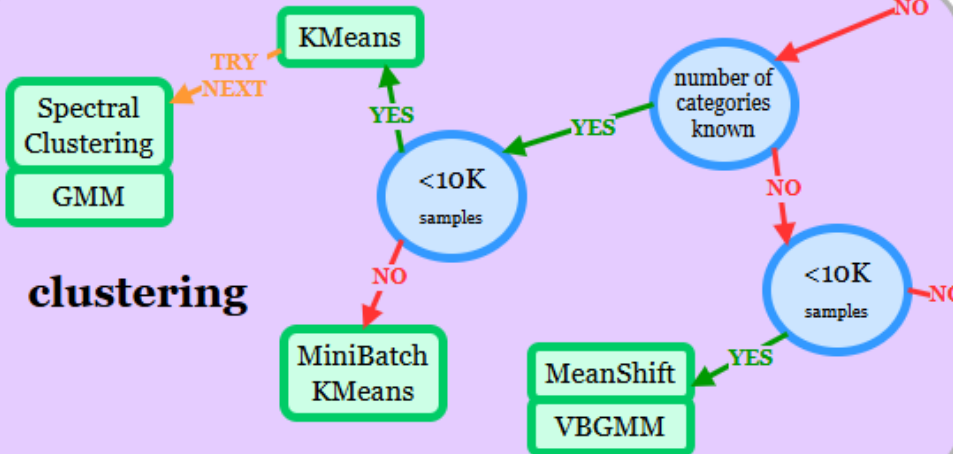 NO
KMeans
TRY
NEXT
number of
categories
known
Spectral
Clustering
GMM
YES
YES
<10K
samples
NO
NO
<10K
samples
NO
clustering
MiniBatch
KMeans
YES
MeanShift
VBGMM